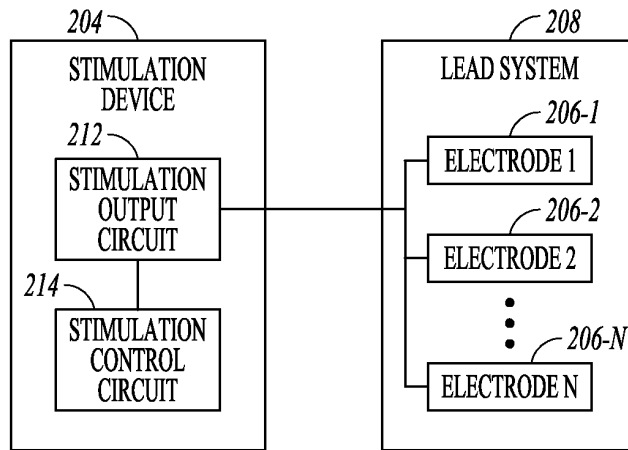 204
STIMULATION
DEVICE
212
STIMULATION
OUTPUT
CIRCUIT
214
STIMULATION
CONTROL
CIRCUIT
208
LEAD SYSTEM
206-1
ELECTRODE 1
206-2
ELECTRODE 2
206-N
ELECTRODE N